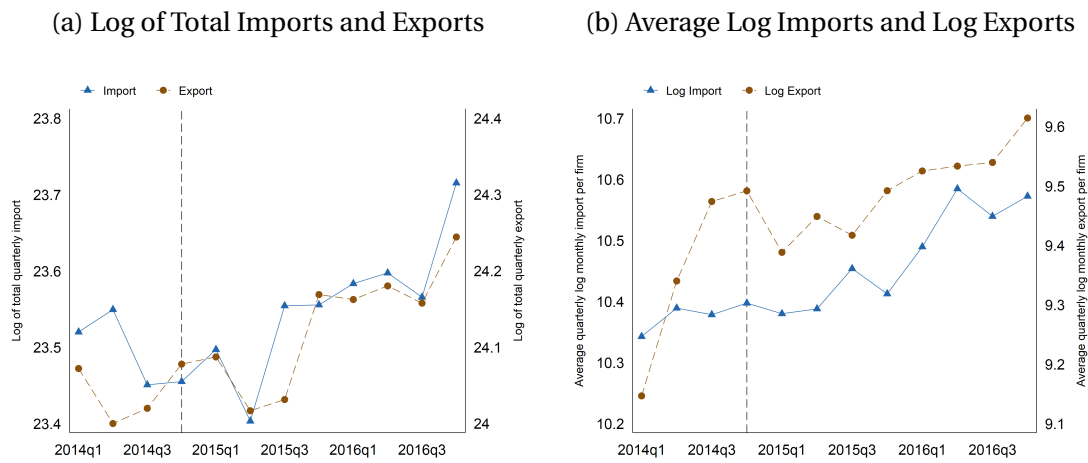 (a) Log of Total Imports and Exports
Import Export
Log of total quarterly import
23.8
23.7
23.6
23.5
23.4
24.4
24.3
24.2
24.1
24
Log of total quarterly export
2014q1 2014q3 2015q1 2015q3 2016q1 2016q3
(b) Average Log Imports and Log Exports
Log Import Log Export
Average quarterly log monthly import per firm
10.7
10.6
10.5
10.4
10.3
10.2
9.6
9.5
9.4
9.3
9.2
9.1
Average quarterly log monthly export per firm
2014q1 2014q3 2015q1 2015q3 2016q1 2016q3